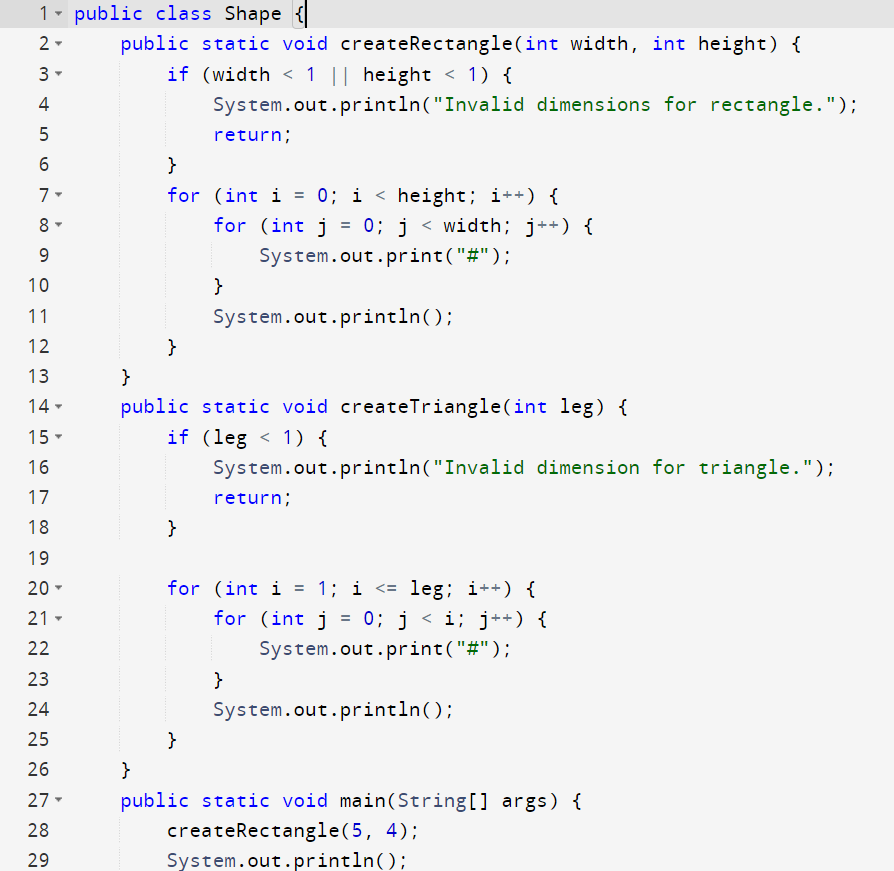 1 public class Shape {
2 public static void createRectangle(int width, int height) {
3 if (width < 1 || height < 1) {
4 System.out.println("Invalid dimensions for rectangle.");
5 return;
6 }
7 for (int i = 0; i < height; i++) {
8 for (int j = 0; j < width; j++) {
9 System.out.print("#");
10 }
11 System.out.println();
12 }
13 }
14 public static void createTriangle(int leg) {
15 if (leg < 1) {
16 System.out.println("Invalid dimension for triangle.");
17 return;
18 }
19
20 for (int i = 1; i <= leg; i++) {
21 for (int j = 0; j < i; j++) {
22 System.out.print("#");
23 }
24 System.out.println();
25 }
26 }
27 public static void main(String[] args) {
28 createRectangle(5, 4);
29 System.out.println();